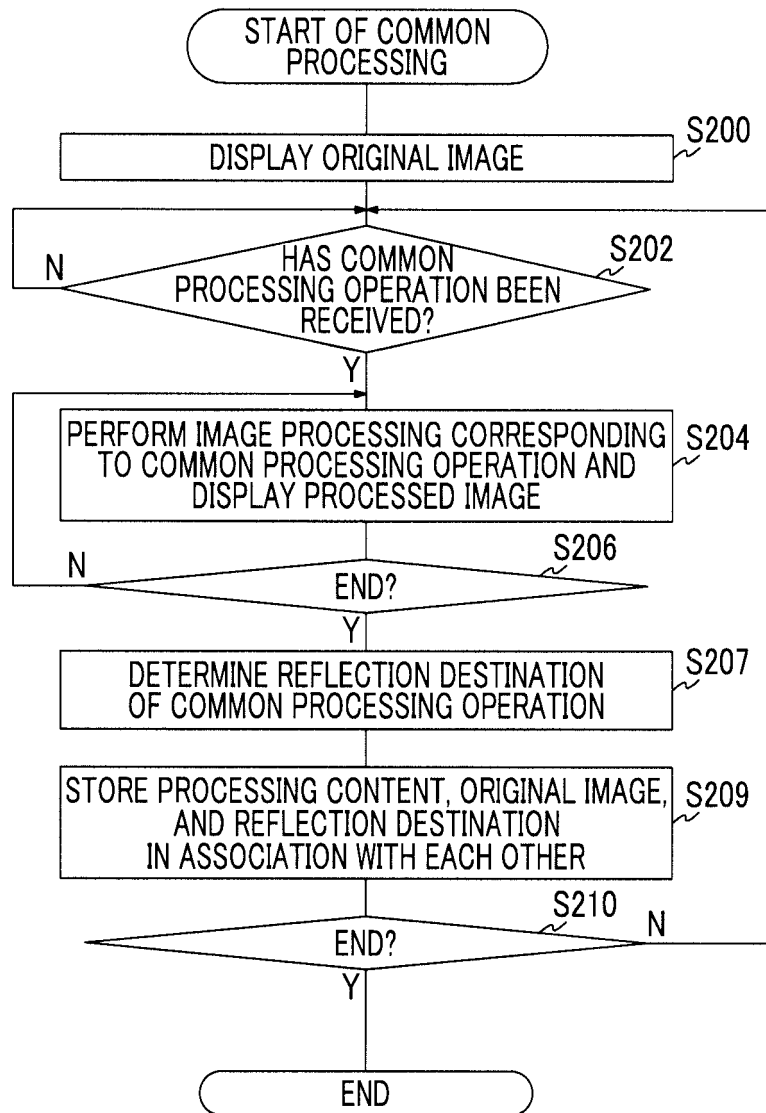 START OF COMMON
PROCESSING
S200
DISPLAY ORIGINAL IMAGE
N
HAS COMMON
PROCESSING OPERATION BEEN
RECEIVED?
S202
Y
PERFORM IMAGE PROCESSING CORRESPONDING
TO COMMON PROCESSING OPERATION AND
DISPLAY PROCESSED IMAGE
S204
N
END?
S206
Y
DETERMINE REFLECTION DESTINATION
OF COMMON PROCESSING OPERATION
S207
STORE PROCESSING CONTENT, ORIGINAL IMAGE,
AND REFLECTION DESTINATION
IN ASSOCIATION WITH EACH OTHER
S209
END?
S210
N
Y
END